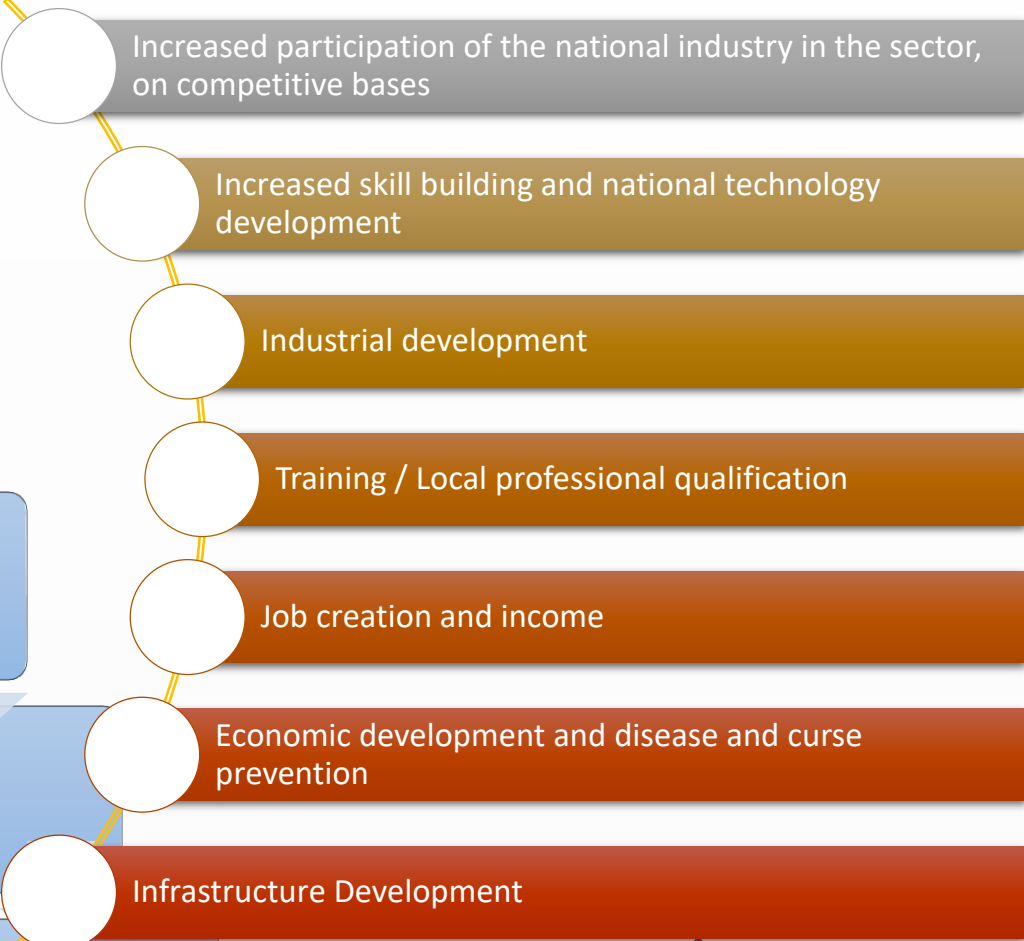 Increased participation of the national industry in the sector,
on competitive bases
Increased skill building and national technology
development
Industrial development
Training / Local professional qualification
Job creation and income
Economic development and disease and curse
prevention
Infrastructure Development